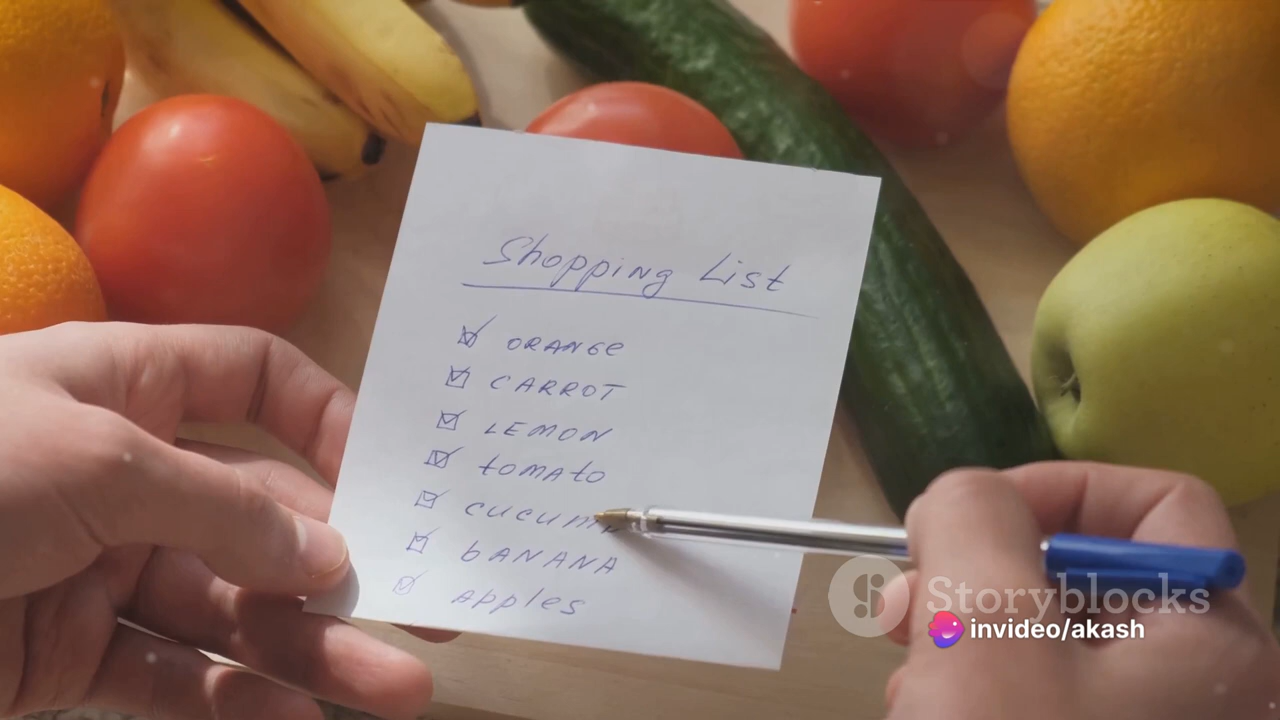 Shopping List
ORANGE
CARROT
LEMON
tomato
bANANA
Apples
Storyblocks
invideo/akash